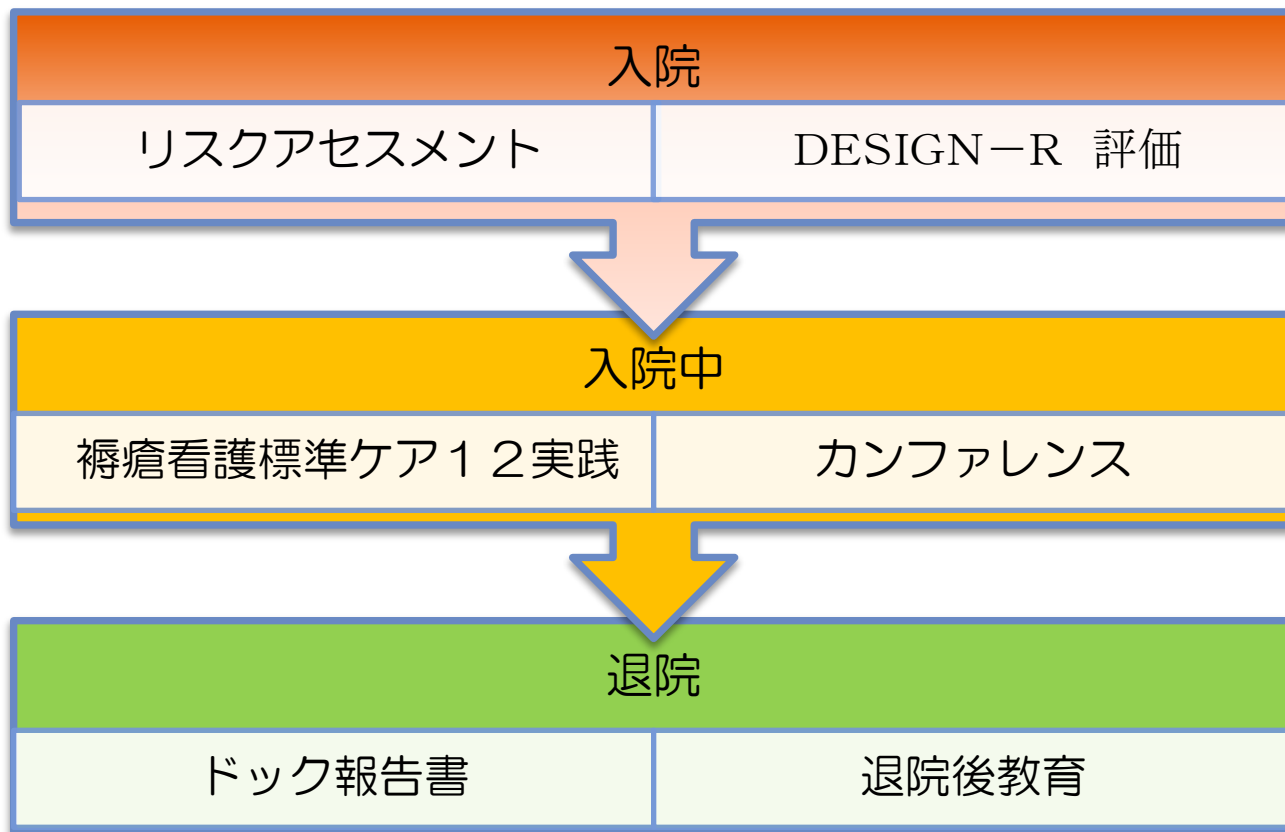 入院
リスクアセスメント
DESIGN－R 評価
入院中
褥瘡看護標準ケア１２実践
カンファレンス
退院
ドック報告書
退院後教育